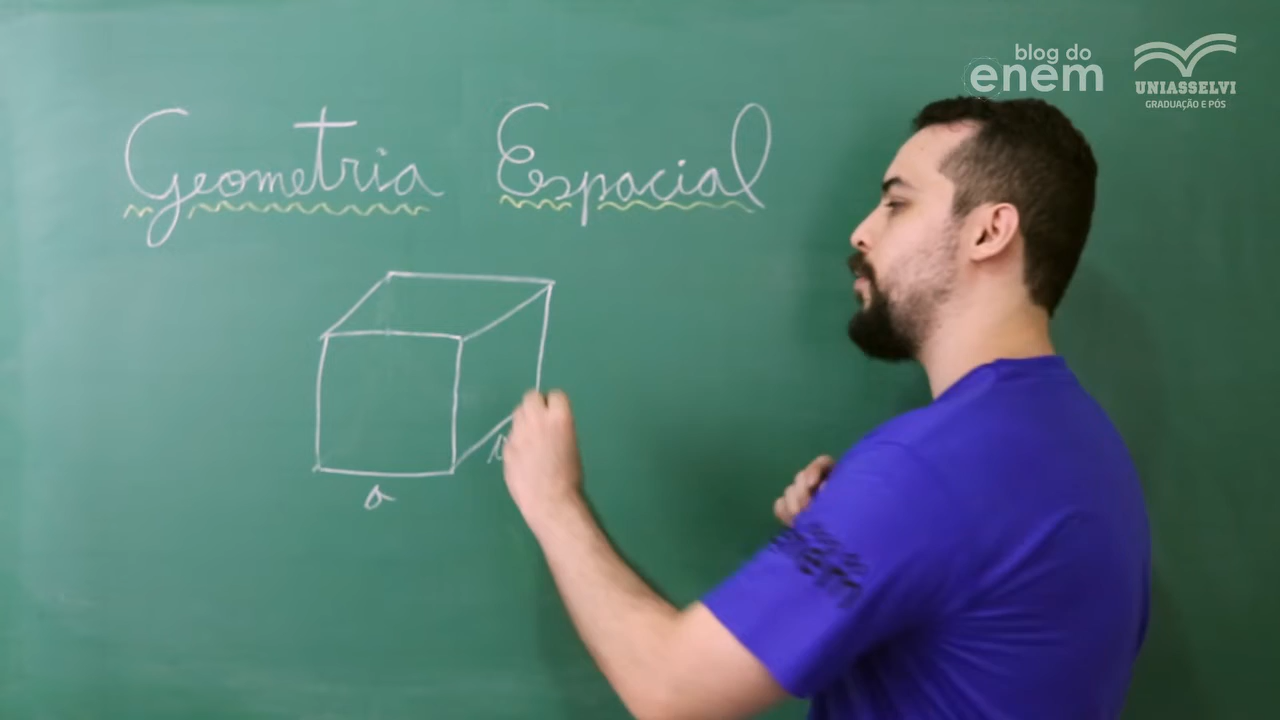 blog do
enem
UNIASSELVI
GRADUAÇÃO E PÓS
Geometria Espacial
a